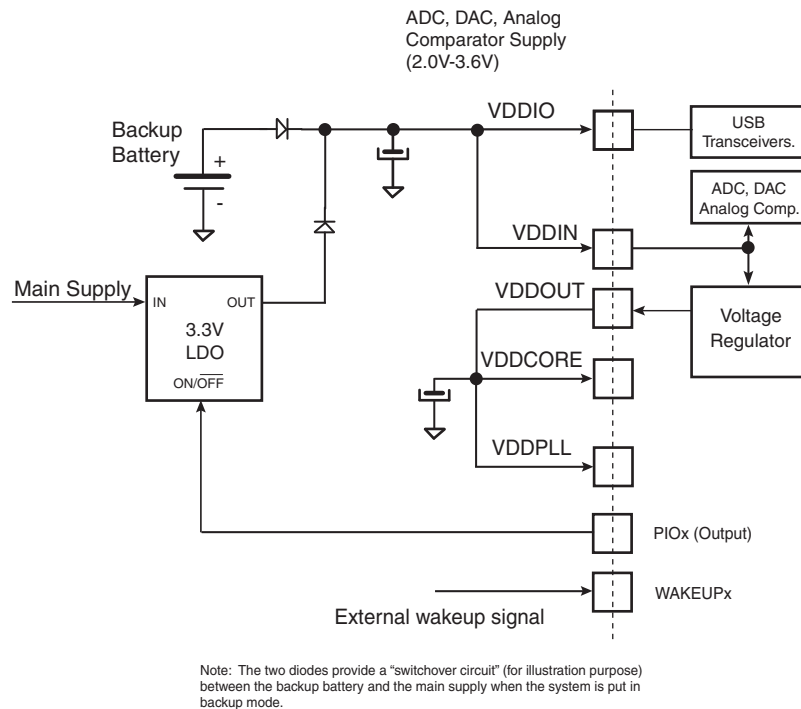 ADC, DAC, Analog
Comparator Supply
(2.0V-3.6V)
VDDIO
USB
Transceivers.
Backup
Battery
+
-
ADC, DAC
Analog Comp.
VDDIN
Main Supply
IN
OUT
3.3V
LDO
ON/OFF
VDDOUT
Voltage
Regulator
VDDCORE
VDDPLL
PIOx (Output)
WAKEUPx
External wakeup signal
Note: The two diodes provide a “switchover circuit” (for illustration purpose)
between the backup battery and the main supply when the system is put in
backup mode.